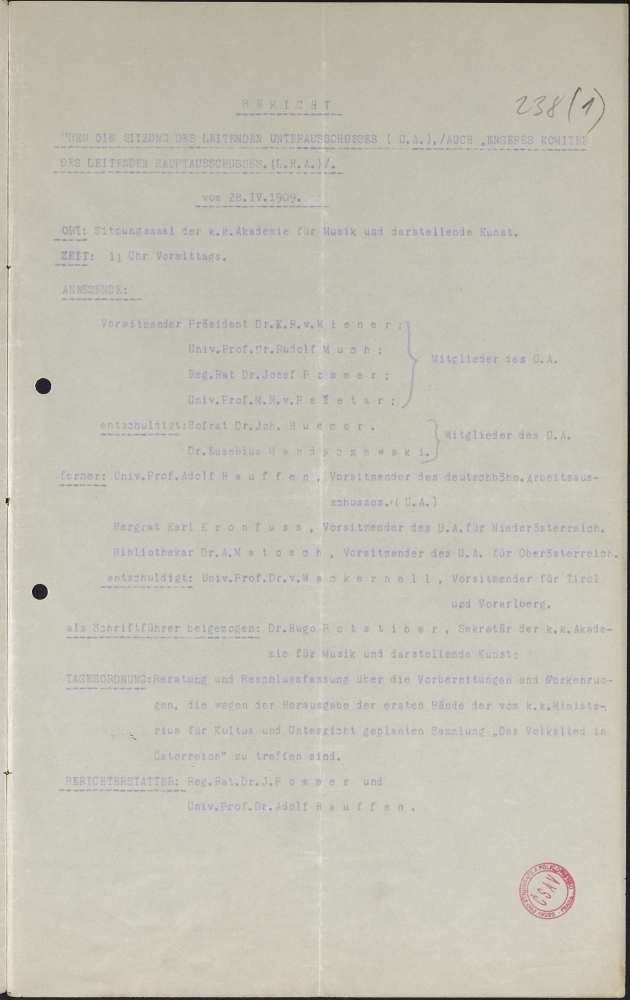 238(1)
BERICHT
ÜBER DIE SITZUNG DES LEITENDEN UNTERAUSSCHUSSES ( U.A.),/AUCH „ENGERES KOMITEE
DES LEITENDEN HAUPTAUSSCHUSSES.(L.H.A.)/.
vom 28.IV.1909.
ORT: Sitzungssaal der k.k.Akademie für Musik und darstellende Kunst.
ZEIT: 11 Uhr Vormittags.
ANWESENDE:
Vorsitzender Präsident Dr.K.R.v.W i e n e r ;
Univ.Prof.Dr.Rudolf M u c h ;
Reg.Rat Dr.Josef P o m m e r ;
Univ.Prof.M.R.v.R e š e t a r ;
Mitglieder des U.A.
entschuldigt:Hofrat Dr.Joh. H u e m e r .
Dr.Eusebius M a n d y c z e w s k i.
Mitglieder des U.A.
ferner: Univ.Prof.Adolf H a u f f e n , Vorsitzender des deutschböhm.Arbeitsaus-
schusses.( U.A.)
Bergrat Karl K r o n f u s s , Vorsitzender des U.A.für Niederösterreich.
Bibliothekar Dr.A.M a t o s c h , Vorsitzender des U.A. für Oberösterreich.
entschuldigt: Univ.Prof.Dr.v.W a c k e r n e l l , Vorsitzender für Tirol
und Vorarlberg.
als Schriftführer beigezogen: Dr.Hugo B o t s t i b e r , Sekretär der k.k.Akade-
mie für Musik und darstellende Kunst:
TAGESORDNUNG:Beratung und Beschlussfassung über die Vorbereitungen und Vorkehrun-
gen, die wegen der Herausgabe der ersten Bände der vom k.k.Ministe-
rium für Kultus und Unterricht geplanten Sammlung „Das Volkslied in
Österreich" zu treffen sind.
BERICHTERSTATTER: Reg.Rat.Dr.J.P o m m e r und
Univ.Prof.Dr.Adolf H a u f f e n .
ČSAV
PRAHA